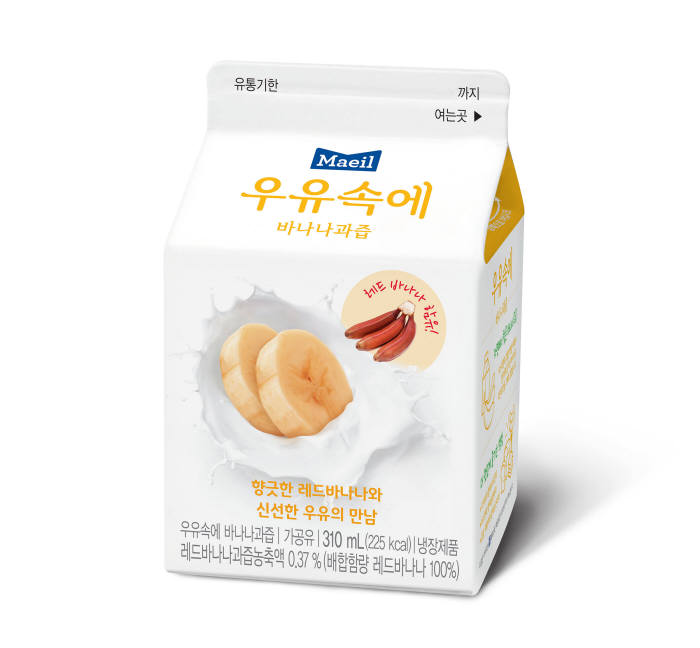 유통기한
까지
여는곳 ▶
Maeil
우유속에
바나나과즙
레드 바나나 함유!
향긋한 레드바나나와
신선한 우유의 만남
우유속에 바나나과즙 | 가공유 | 310 mL(225 kcal) | 냉장제품
레드바나나과즙농축액 0.37 % (배합함량 레드바나나 100%)
우유속에